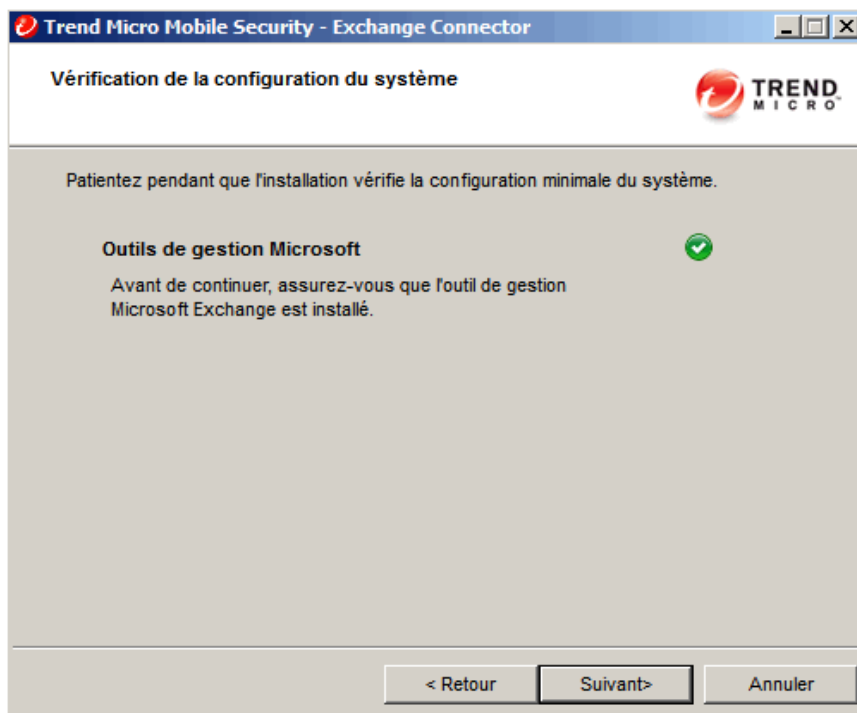 Trend Micro Mobile Security - Exchange Connector
Vérification de la configuration du système
TREND
MICRO™
Patientez pendant que l'installation vérifie la configuration minimale du système.
Outils de gestion Microsoft
Avant de continuer, assurez-vous que l'outil de gestion
Microsoft Exchange est installé.
< Retour
Suivant>
Annuler